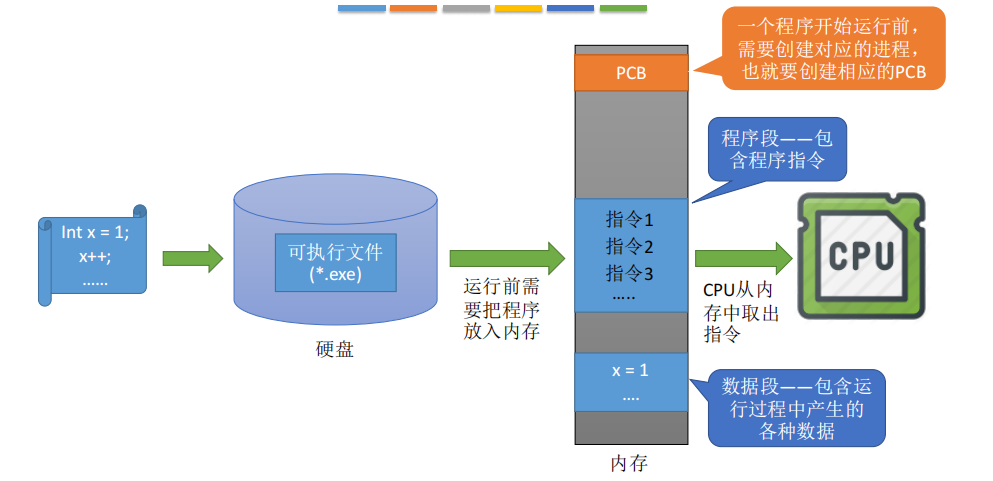 Int x = 1;
x++;
......
可执行文件
(*.exe)
硬盘
运行前需
要把程序
放入内存
PCB
指令1
指令2
指令3
.....
x = 1
....
内存
一个程序开始运行前，
需要创建对应的进程，
也就要创建相应的PCB
程序段——包
含程序指令
CPU
CPU从内
存中取出
指令
数据段——包含运
行过程中产生的
各种数据